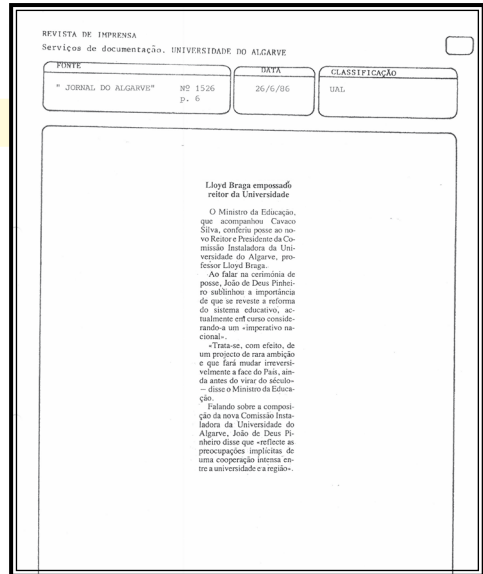 REVISTA DE IMPRENSA
Serviços de documentação, UNIVERSIDADE DO ALGARVE
FONTE
DATA
CLASSIFICAÇÃO
" JORNAL DO ALGARVE" Nº 1526
p. 6
26/6/86
UAL
Lloyd Braga empossado
reitor da Universidade
O Ministro da Educação,
que acompanhou Cavaco
Silva, conferiu posse ao no-
vo Reitor e Presidente da Co-
missão Instaladora da Uni-
versidade do Algarve, pro-
fessor Lloyd Braga.
Ao falar na cerimónia de
posse, João de Deus Pinhei-
ro sublinhou a importância
de que se reveste a reforma
do sistema educativo, ac-
tualmente em curso conside-
rando-a um «imperativo na-
cional».
«Trata-se, com efeito, de
um projecto de rara ambição
e que fará mudar irreversi-
velmente a face do País, ain-
da antes do virar do século»
— disse o Ministro da Educa-
ção.
Falando sobre a composi-
ção da nova Comissão Insta-
ladora da Universidade do
Algarve, João de Deus Pi-
nheiro disse que «reflecte as
preocupações implícitas de
uma cooperação intensa en-
tre a universidade e a região».